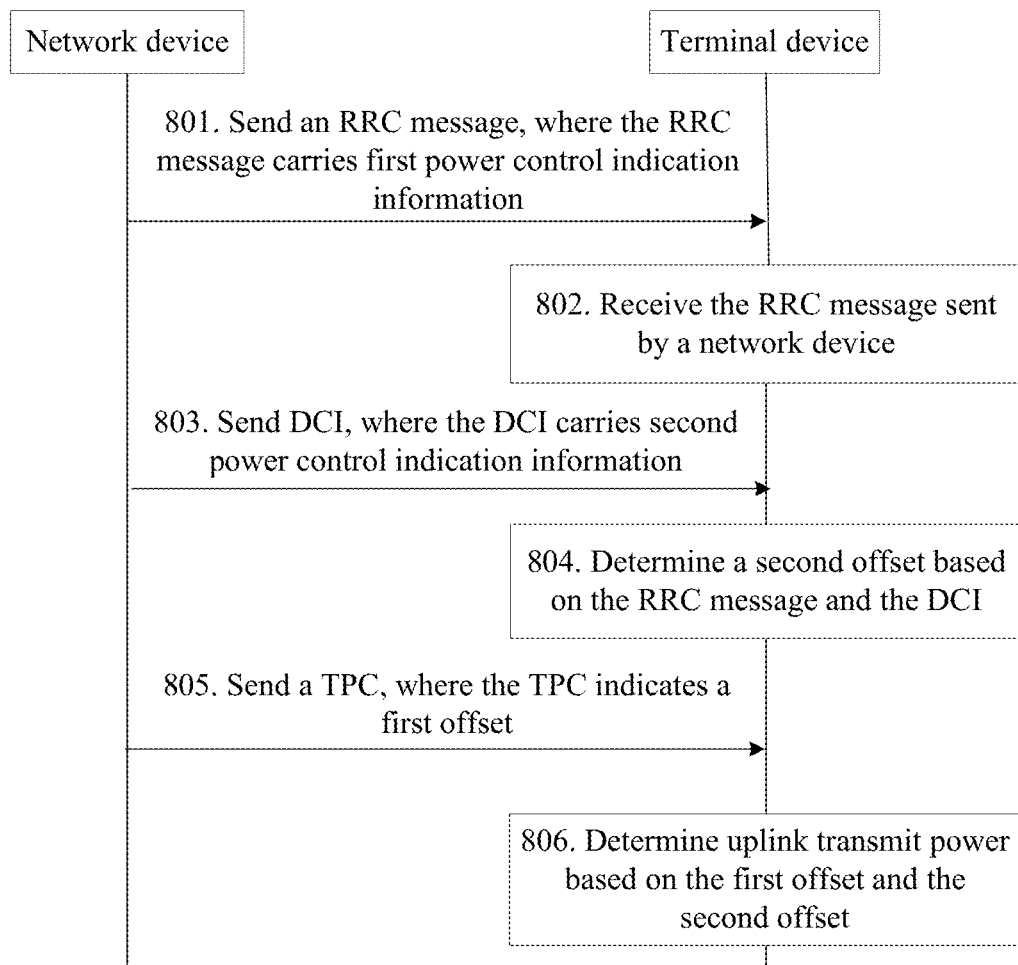 Network device
Terminal device
801. Send an RRC message, where the RRC
message carries first power control indication
information
802. Receive the RRC message sent
by a network device
803. Send DCI, where the DCI carries second
power control indication information
804. Determine a second offset based
on the RRC message and the DCI
805. Send a TPC, where the TPC indicates a
first offset
806. Determine uplink transmit power
based on the first offset and the
second offset